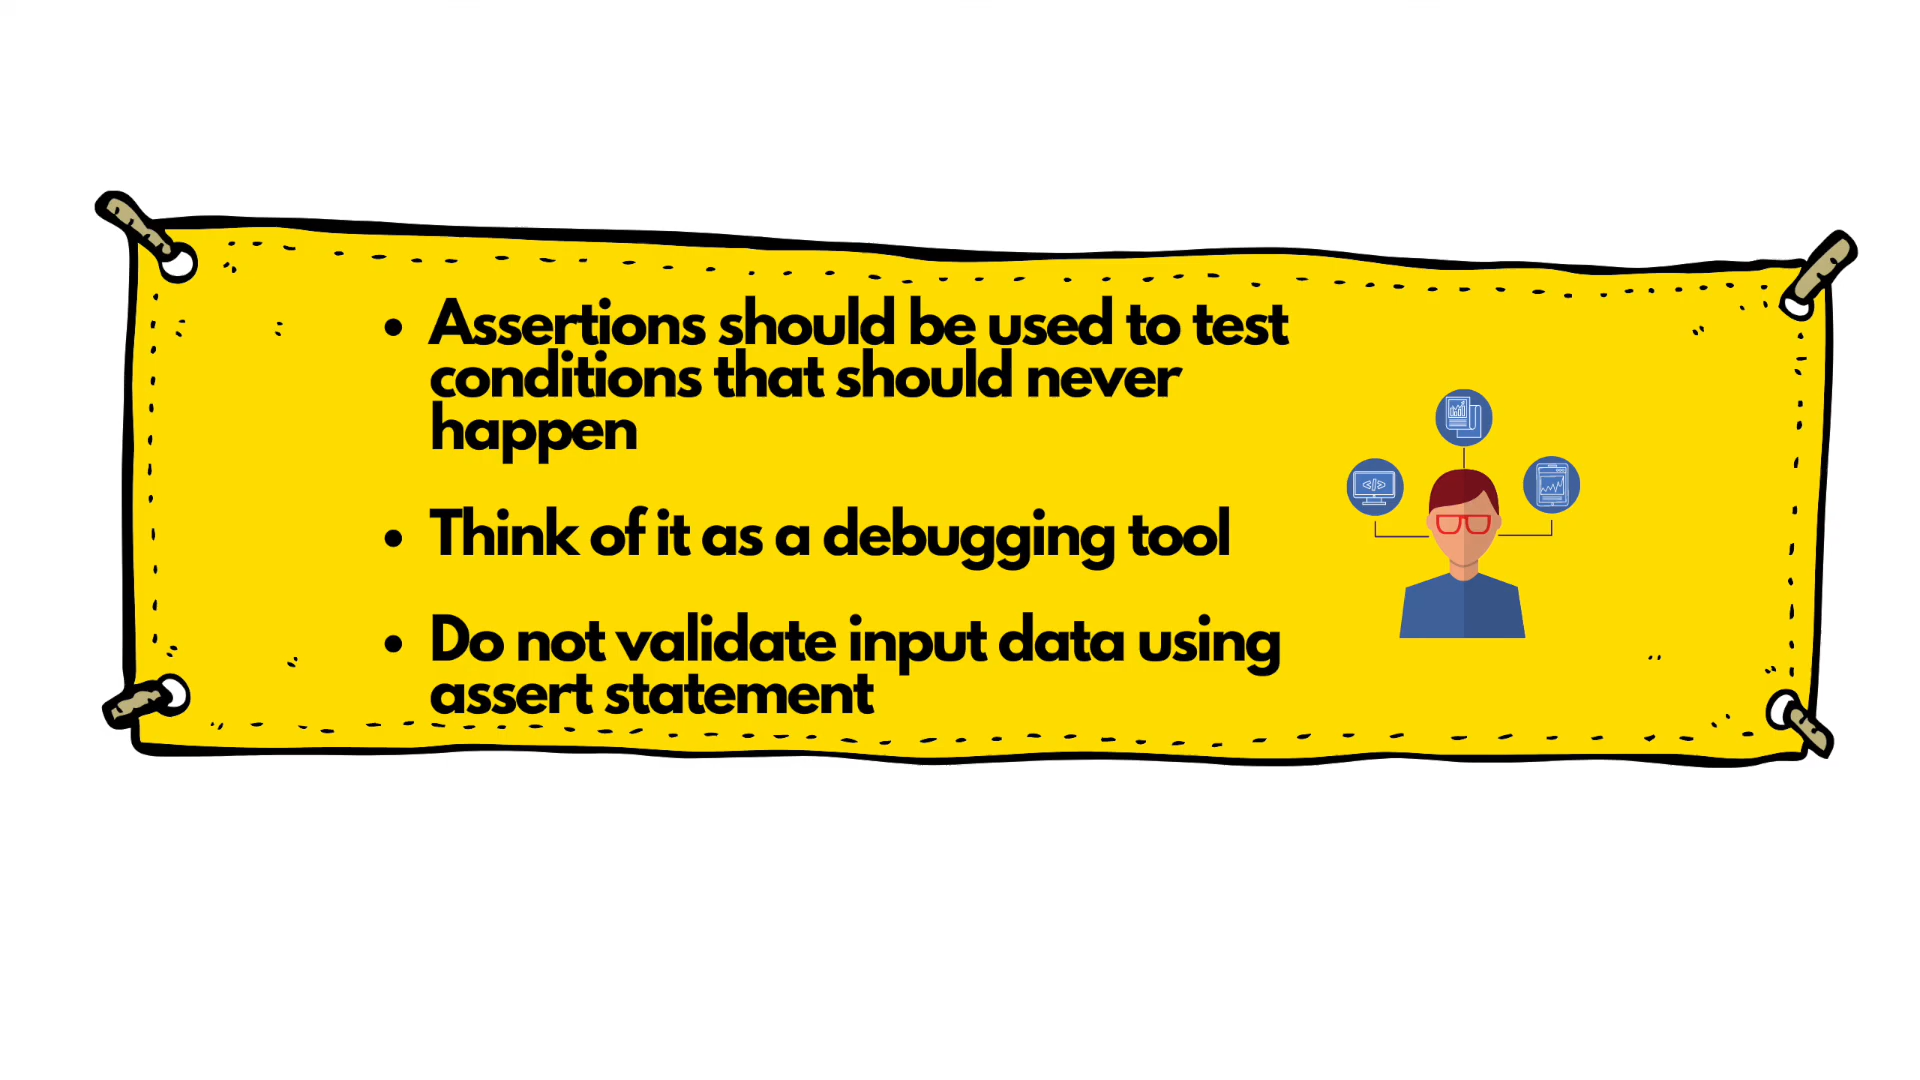 • Assertions should be used to test
conditions that should never
happen
• Think of it as a debugging tool
• Do not validate input data using
assert statement